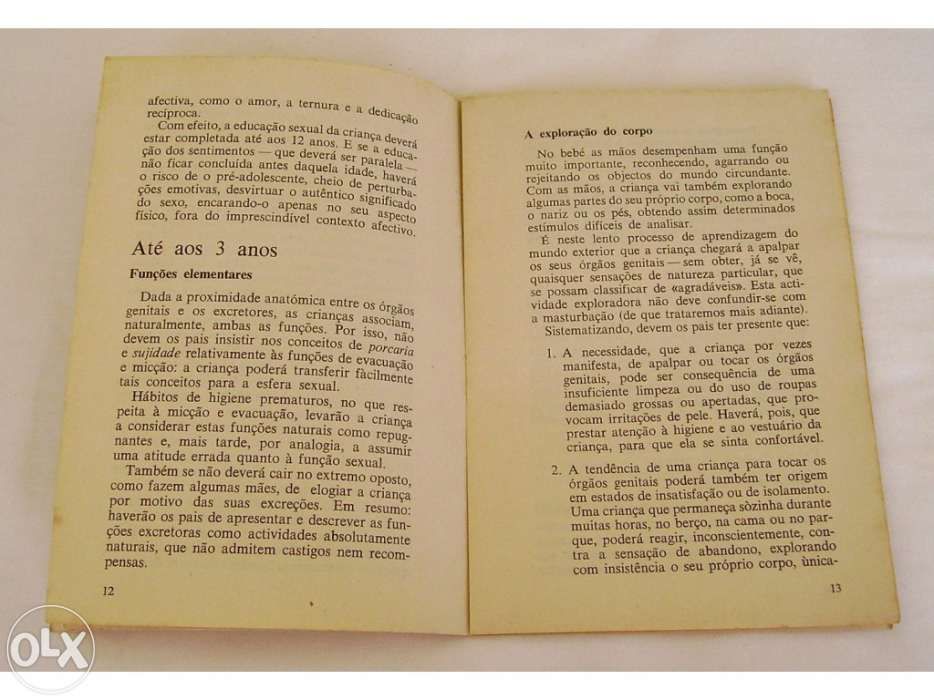 afectiva, como o amor, a ternura e a dedicação
recíproca.
Com efeito, a educação sexual da criança deverá
estar completada até aos 12 anos. E se a educa-
ção dos sentimentos — que deverá ser paralela —
não ficar concluída antes daquela idade, haverá
o risco de o pré-adolescente, cheio de perturba-
ções emotivas, desvirtuar o autêntico significado
do sexo, encarando-o apenas no seu aspecto
físico, fora do imprescindível contexto afectivo.
Até aos 3 anos
Funções elementares
Dada a proximidade anatómica entre os órgãos
genitais e os excretores, as crianças associam,
naturalmente, ambas as funções. Por isso, não
devem os pais insistir nos conceitos de porcaria
e sujidade relativamente às funções de evacuação
e micção: a criança poderá transferir fàcilmente
tais conceitos para a esfera sexual.
Hábitos de higiene prematuros, no que res-
peita à micção e evacuação, levarão a criança
a considerar estas funções naturais como repug-
nantes e, mais tarde, por analogia, a assumir
uma atitude errada quanto à função sexual.
Também se não deverá cair no extremo oposto,
como fazem algumas mães, de elogiar a criança
por motivo das suas excreções. Em resumo:
haverão os pais de apresentar e descrever as fun-
ções excretoras como actividades absolutamente
naturais, que não admitem castigos nem recom-
pensas.
12
A exploração do corpo
No bebé as mãos desempenham uma função
muito importante, reconhecendo, agarrando ou
rejeitando os objectos do mundo circundante.
Com as mãos, a criança vai também explorando
algumas partes do seu próprio corpo, como a boca,
o nariz ou os pés, obtendo assim determinados
estímulos difíceis de analisar.
É neste lento processo de aprendizagem do
mundo exterior que a criança chegará a apalpar
os seus órgãos genitais — sem obter, já se vê,
quaisquer sensações de natureza particular, que
se possam classificar de «agradáveis». Esta acti-
vidade exploradora não deve confundir-se com
a masturbação (de que trataremos mais adiante).
Sistematizando, devem os pais ter presente que:
1. A necessidade, que a criança por vezes
manifesta, de apalpar ou tocar os órgãos
genitais, pode ser consequência de uma
insuficiente limpeza ou do uso de roupas
demasiado grossas ou apertadas, que pro-
vocam irritações de pele. Haverá, pois, que
prestar atenção à higiene e ao vestuário da
criança, para que ela se sinta confortável.
2. A tendência de uma criança para tocar os
órgãos genitais poderá também ter origem
em estados de insatisfação ou de isolamento.
Uma criança que permaneça sòzinha durante
muitas horas, no berço, na cama ou no par-
que, poderá reagir, inconscientemente, con-
tra a sensação de abandono, explorando
com insistência o seu próprio corpo, ùnica-
13
OLX